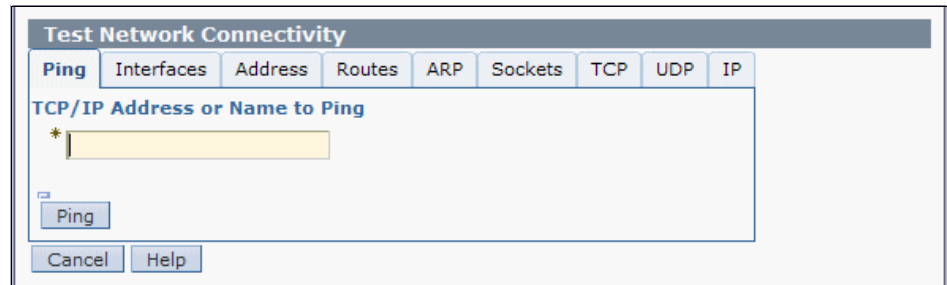 Test Network Connectivity
Ping Interfaces Address Routes ARP Sockets TCP UDP IP
TCP/IP Address or Name to Ping
*
Ping
Cancel Help